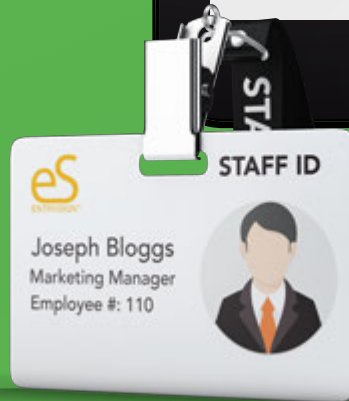 STA
STAFF ID
eS
Joseph Bloggs
Marketing Manager
Employee #: 110